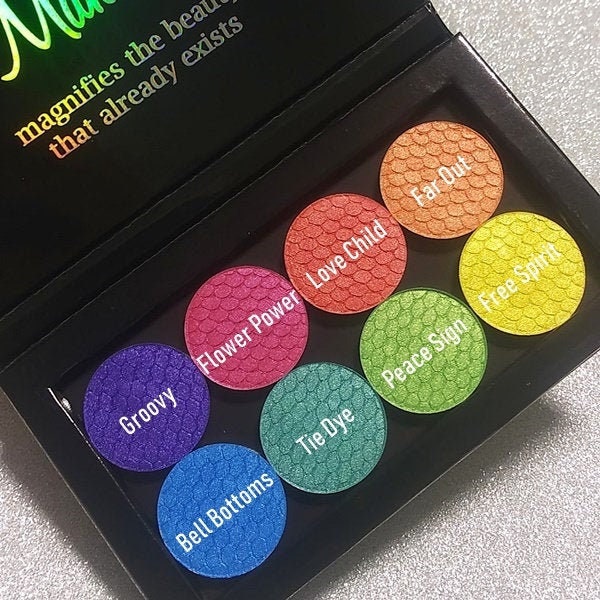 magnifies the beauty
that already exists
Far Out
Love Child
Free Spirit
Flower Power
Peace Sign
Groovy
Tie Dye
Bell Bottoms